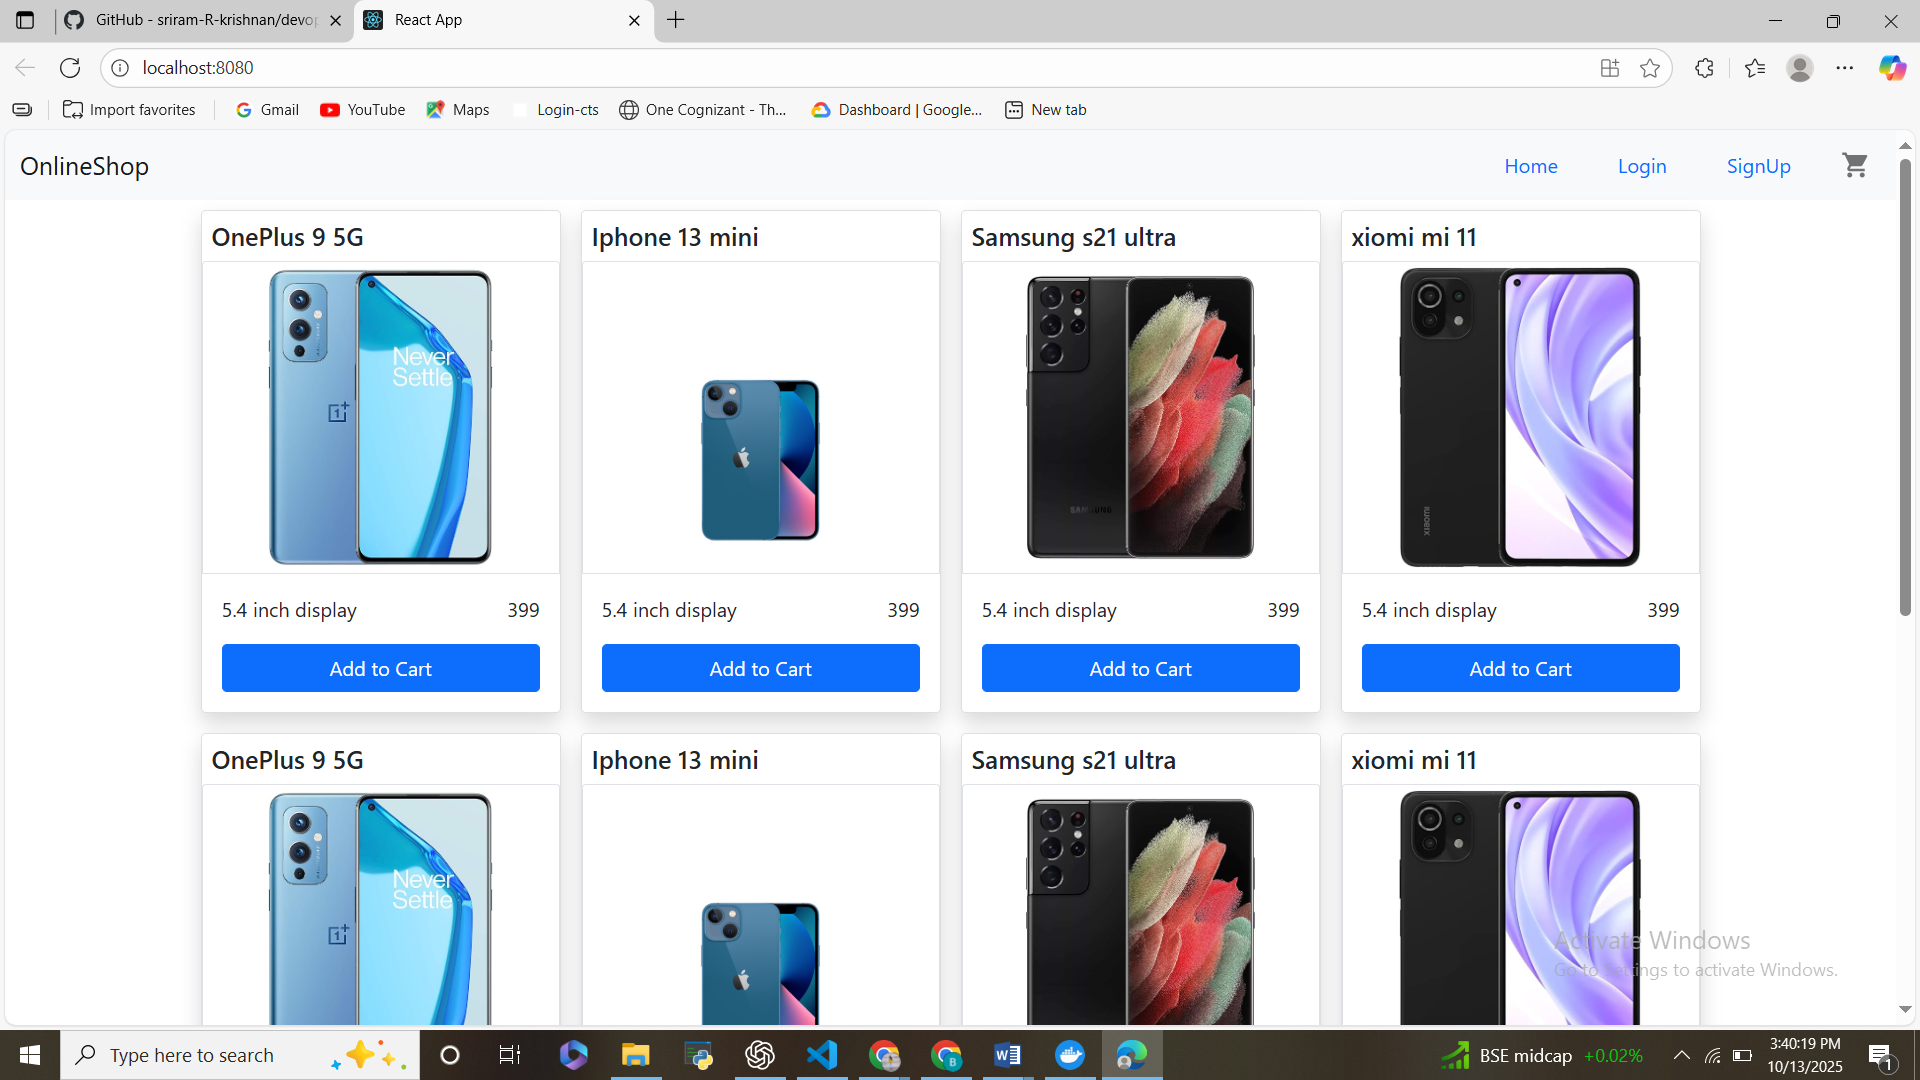 GitHub - sriram-R-krishnan/devop
React App
localhost:8080
Import favorites
Gmail
YouTube
Maps
Login-cts
One Cognizant - Th...
Dashboard | Google...
New tab
OnlineShop
Home
Login
SignUp
OnePlus 9 5G
Iphone 13 mini
Samsung s21 ultra
xiomi mi 11
Never
Settle
SAMSUNG
xiaomi
5.4 inch display 399
5.4 inch display 399
5.4 inch display 399
5.4 inch display 399
Add to Cart
Add to Cart
Add to Cart
Add to Cart
OnePlus 9 5G
Iphone 13 mini
Samsung s21 ultra
xiomi mi 11
Never
Settle
Activate Windows
Go to Settings to activate Windows.
Type here to search
BSE midcap +0.02%
3:40:19 PM
10/13/2025
1